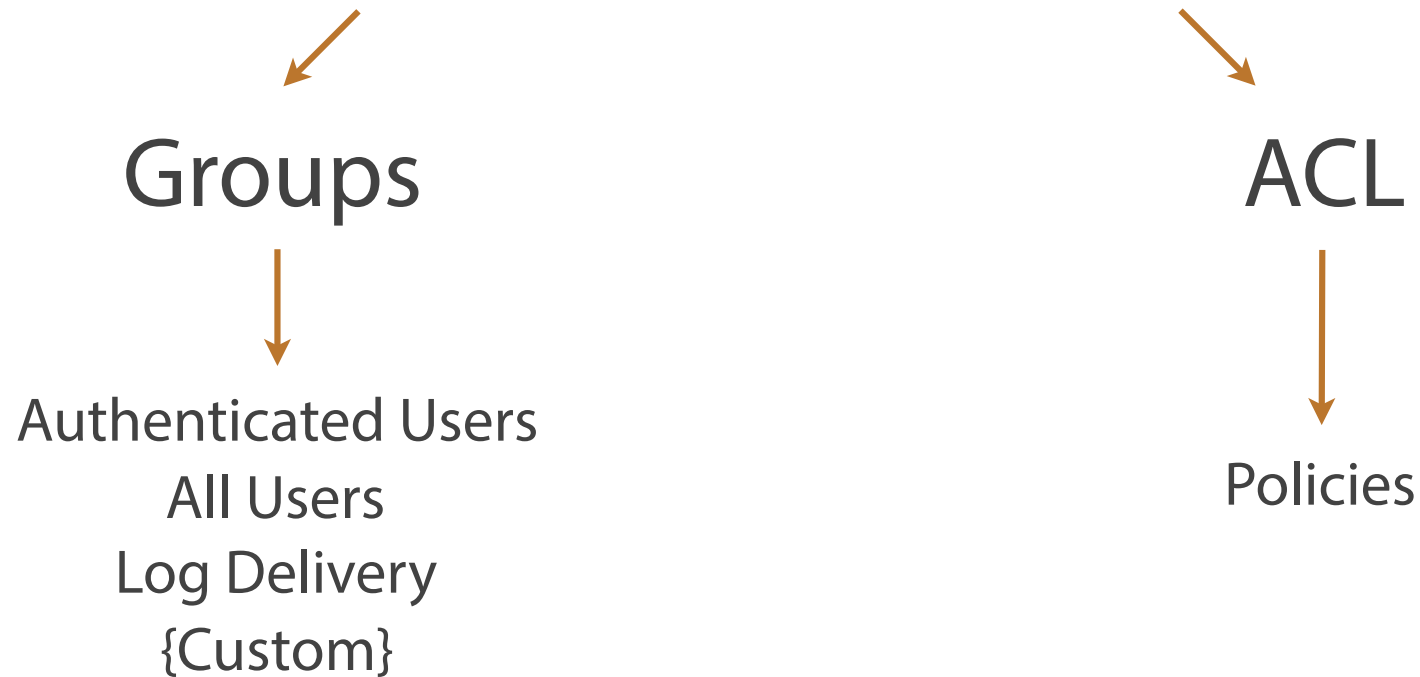 Groups
ACL
Authenticated Users
All Users
Log Delivery
{Custom}
Policies